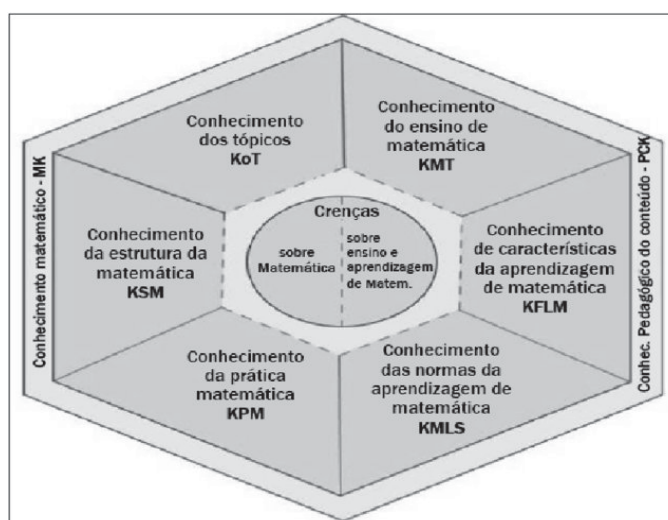 Conhecimento matemático - MK
Conhecimento
dos tópicos
KoT
Conhecimento
do ensino de
matemática
KMT
Conhecimento
da estrutura da
matemática
KSM
Crenças
sobre
Matemática
sobre
ensino e
aprendizagem
de Matem.
Conhecimento
de características
da aprendizagem
de matemática
KFLM
Conhecimento
da prática
matemática
KPM
Conhecimento
das normas da
aprendizagem de
matemática
KMLS
Conhec. Pedagógico do conteúdo - PCK